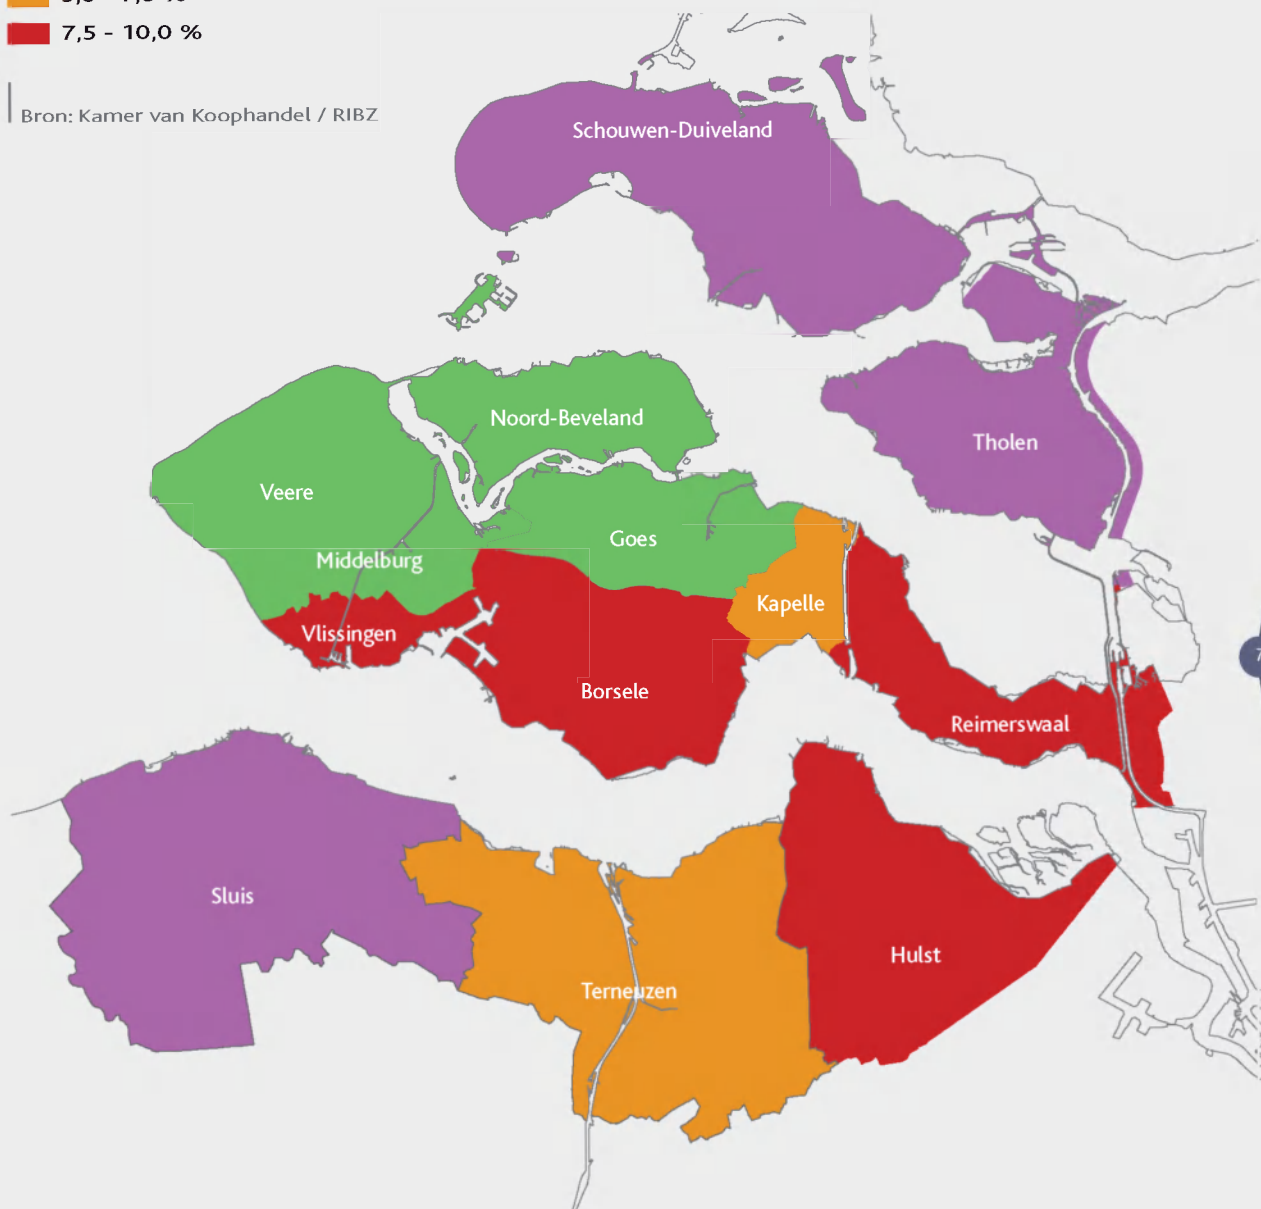 7,5 - 10,0 %
Bron: Kamer van Koophandel / RIBZ
Schouwen-Duiveland
Noord-Beveland
Tholen
Veere
Goes
Middelburg
Kapelle
Vlissingen
7
Borsele
Reimerswaal
Sluis
Hulst
Terneuzen